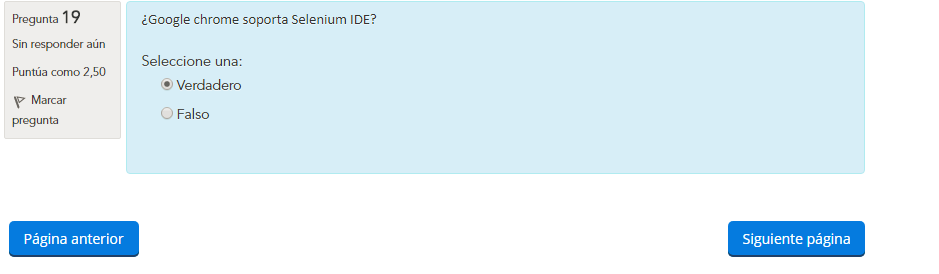 Pregunta 19
Sin responder aún
Puntúa como 2,50
Marcar
pregunta
¿Google chrome soporta Selenium IDE?
Seleccione una:
Verdadero
Falso
Página anterior
Siguiente página